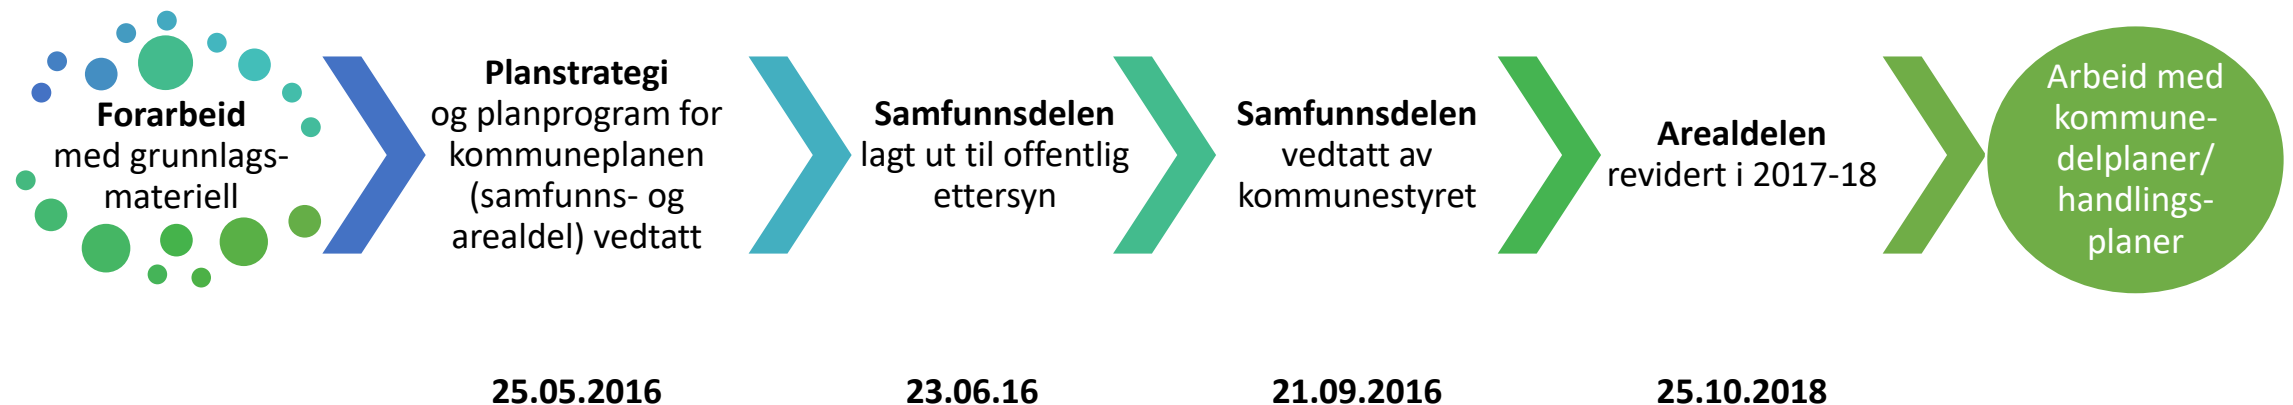 Forarbeid
med grunnlags-
materiell
Planstrategi
og planprogram for
kommuneplanen
(samfunns- og
arealdel) vedtatt
Samfunnsdelen
lagt ut til offentlig
ettersyn
Samfunnsdelen
vedtatt av
kommunestyret
Arealdelen
revidert i 2017-18
Arbeid med
kommune-
delplaner/
handlings-
planer
25.05.2016
23.06.16
21.09.2016
25.10.2018